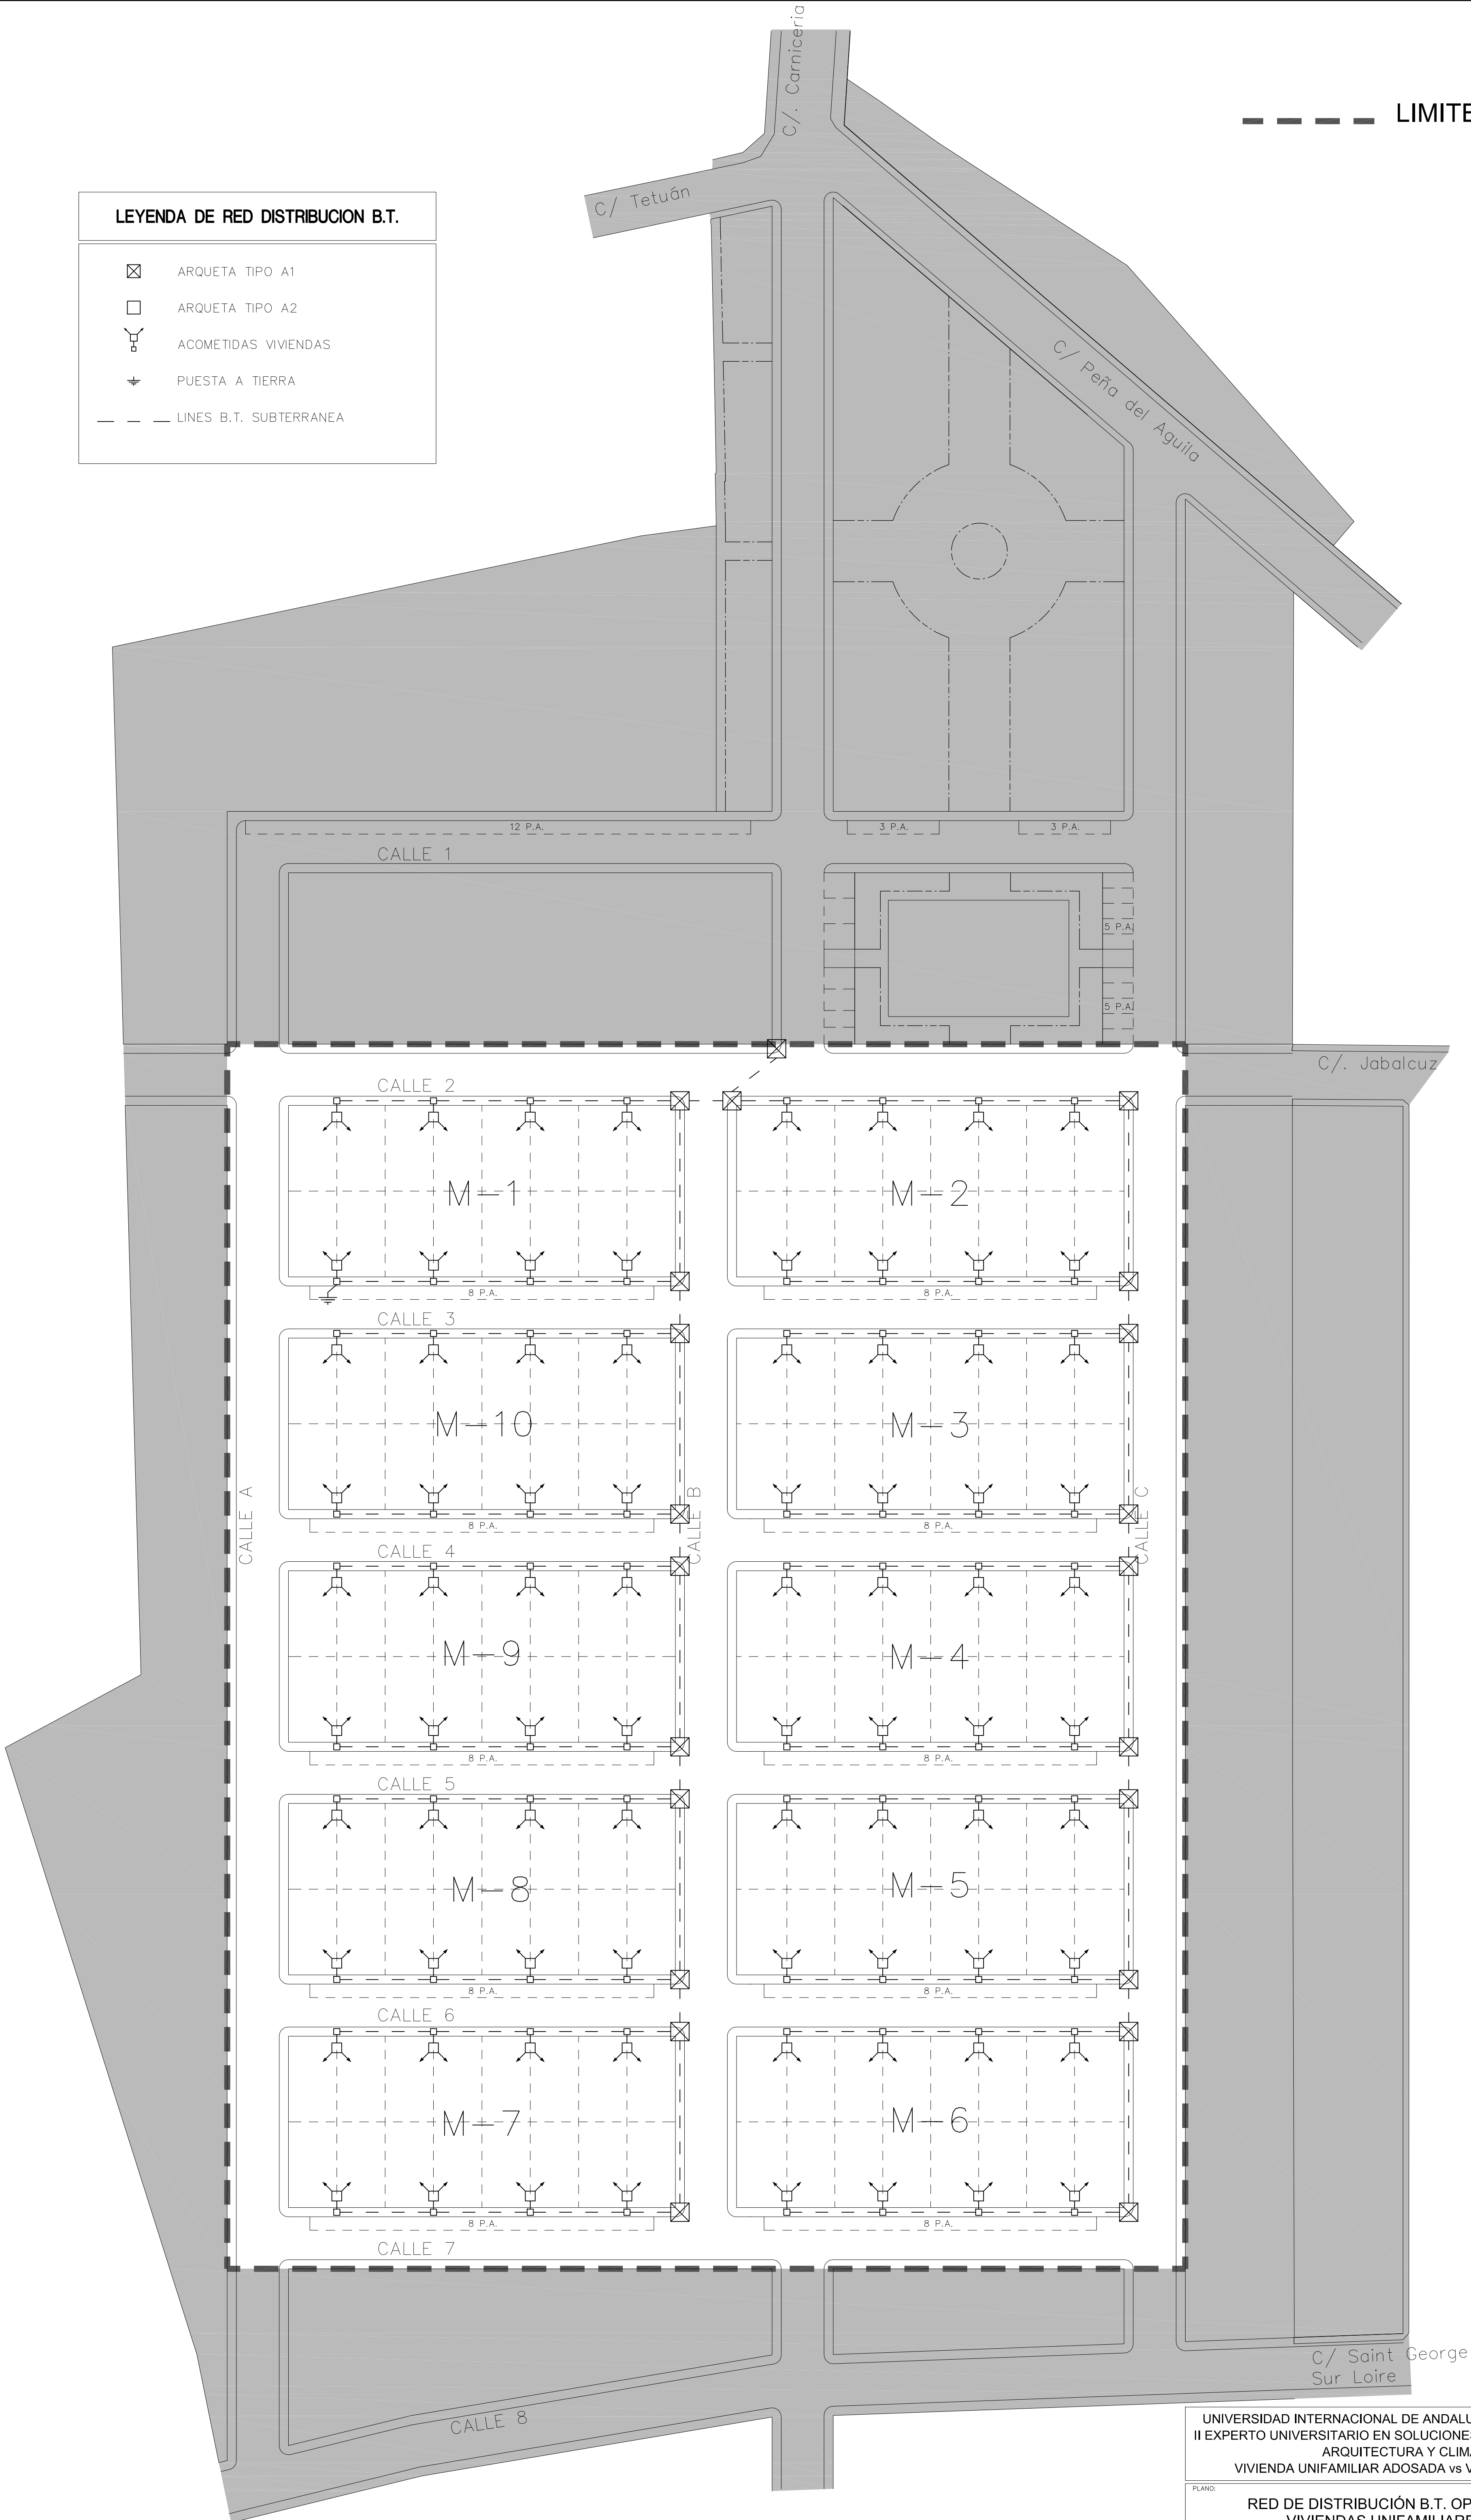 C/. Carniceria
LIMITE
C/ Tetuán
LEYENDA DE RED DISTRIBUCION B.T.
ARQUETA TIPO A1
ARQUETA TIPO A2
ACOMETIDAS VIVIENDAS
PUESTA A TIERRA
LINES B.T. SUBTERRANEA
C/ Peña del Aguila
12 P.A.
3 P.A.
3 P.A.
CALLE 1
5 P.A.
5 P.A.
C/. Jabalcuz
CALLE 2
M-1
M-2
8 P.A.
8 P.A.
CALLE 3
M-10
M-3
CALLE A
CALLE B
CALLE C
8 P.A.
8 P.A.
CALLE 4
M-9
M-4
8 P.A.
8 P.A.
CALLE 5
M-8
M-5
8 P.A.
8 P.A.
CALLE 6
M-7
M-6
8 P.A.
8 P.A.
CALLE 7
C/ Saint George
Sur Loire
CALLE 8
UNIVERSIDAD INTERNACIONAL DE ANDALU
II EXPERTO UNIVERSITARIO EN SOLUCIONE
ARQUITECTURA Y CLIM
VIVIENDA UNIFAMILIAR ADOSADA vs V
PLANO:
RED DE DISTRIBUCIÓN B.T. OP
VIVIENDAS UNIFAMILIAR